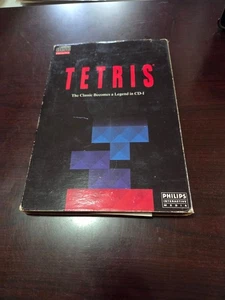 TETRIS
The Classic Becomes a Legend in CD-I
PHILIPS
INTERACTIVE
MEDIA